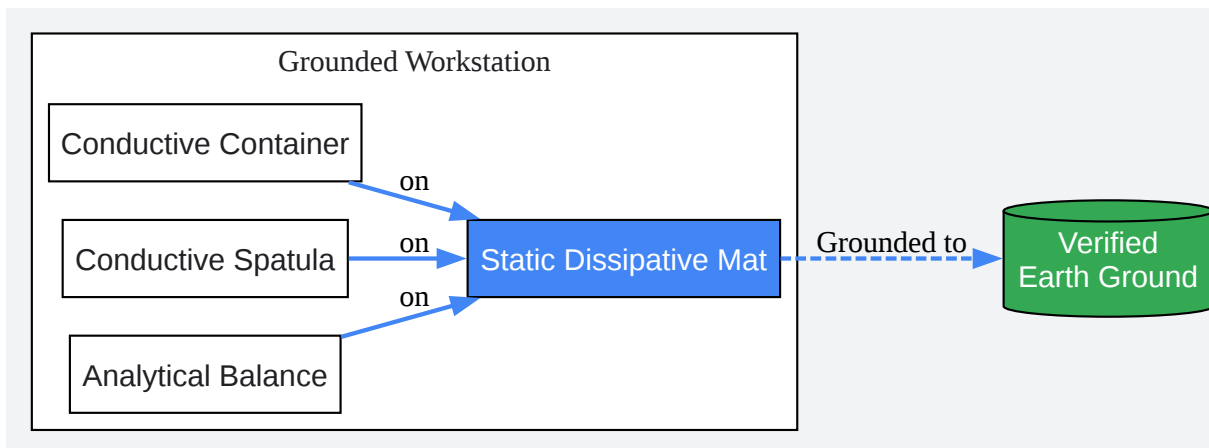 Grounded Workstation
Conductive Container
on
Conductive Spatula
on
Static Dissipative Mat
Grounded to
Verified
Earth Ground
on
Analytical Balance